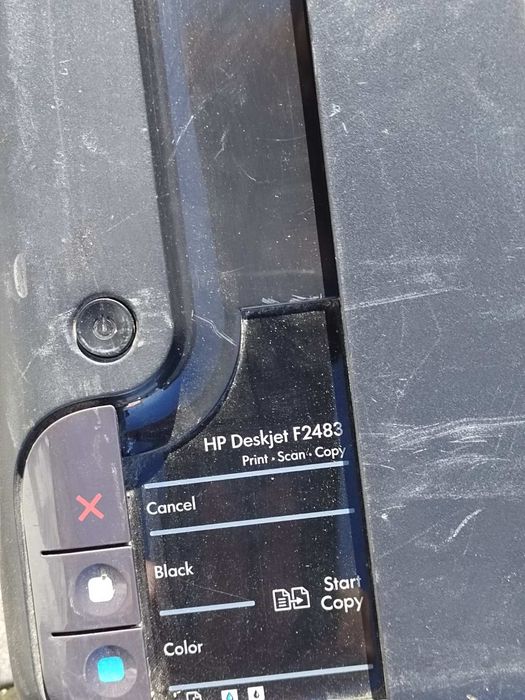 HP Deskjet F2483
Print · Scan · Copy
Cancel
Black
Start
Copy
Color